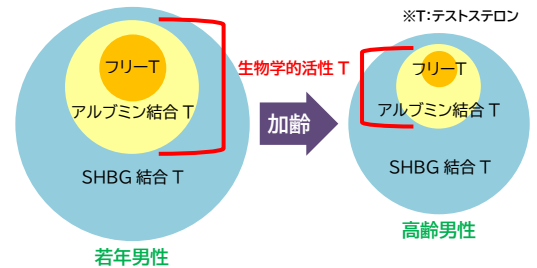 ※T：テストステロン
フリーT
アルブミン結合 T
SHBG 結合 T
若年男性
生物学的活性 T
加齢
フリーT
アルブミン結合 T
SHBG 結合 T
高齢男性